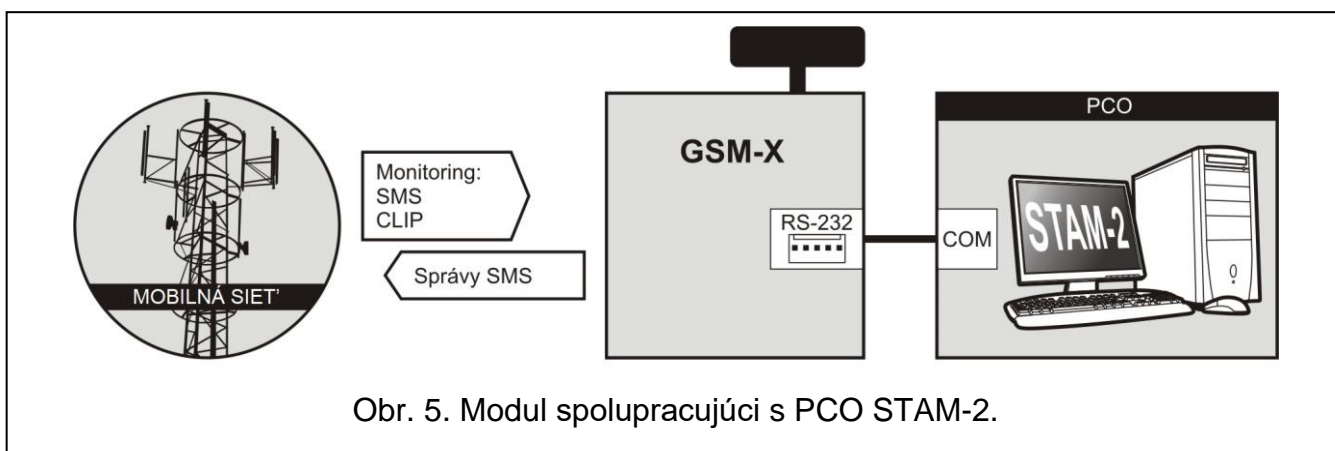 MOBILNÁ SIEŤ
Monitoring:
SMS
CLIP
Správy SMS
GSM-X
RS-232
COM
PCO
STAM-2
Obr. 5. Modul spolupracujúci s PCO STAM-2.